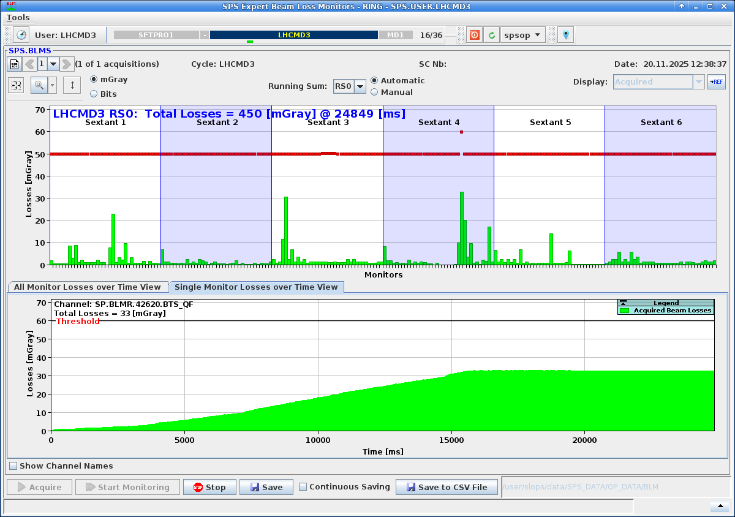 SPS Expert Beam Loss Monitors - RING - SPS.USER.LHCMD3
Tools
User: LHCMD3
SFTPRO1 - LHCMD3 MD1 16/36 spsop
SPS.BLMS
1 (1 of 1 acquisitions) Cycle: LHCMD3 SC Nb: Date: 20.11.2025 12:38:37
mGray
Bits
Running Sum: RS0
Automatic
Manual
Display: Acquired
REF
LHCMD3 RS0: Total Losses = 450 [mGray] @ 24849 [ms]
Sextant 1 Sextant 2 Sextant 3 Sextant 4 Sextant 5 Sextant 6
70
60
50
40
30
20
10
0
Losses [mGray]
Monitors
All Monitor Losses over Time View Single Monitor Losses over Time View
Channel: SP.BLMR.42620.BTS_QF
Total Losses = 33 [mGray]
Threshold
Legend
Acquired Beam Losses
70
60
50
40
30
20
10
0
Losses [mGray]
0 5000 10000 15000 20000
Time [ms]
Show Channel Names
Acquire Start Monitoring Stop Save Continuous Saving Save to CSV File /user/slops/data/SPS_DATA/OP_DATA/BLM